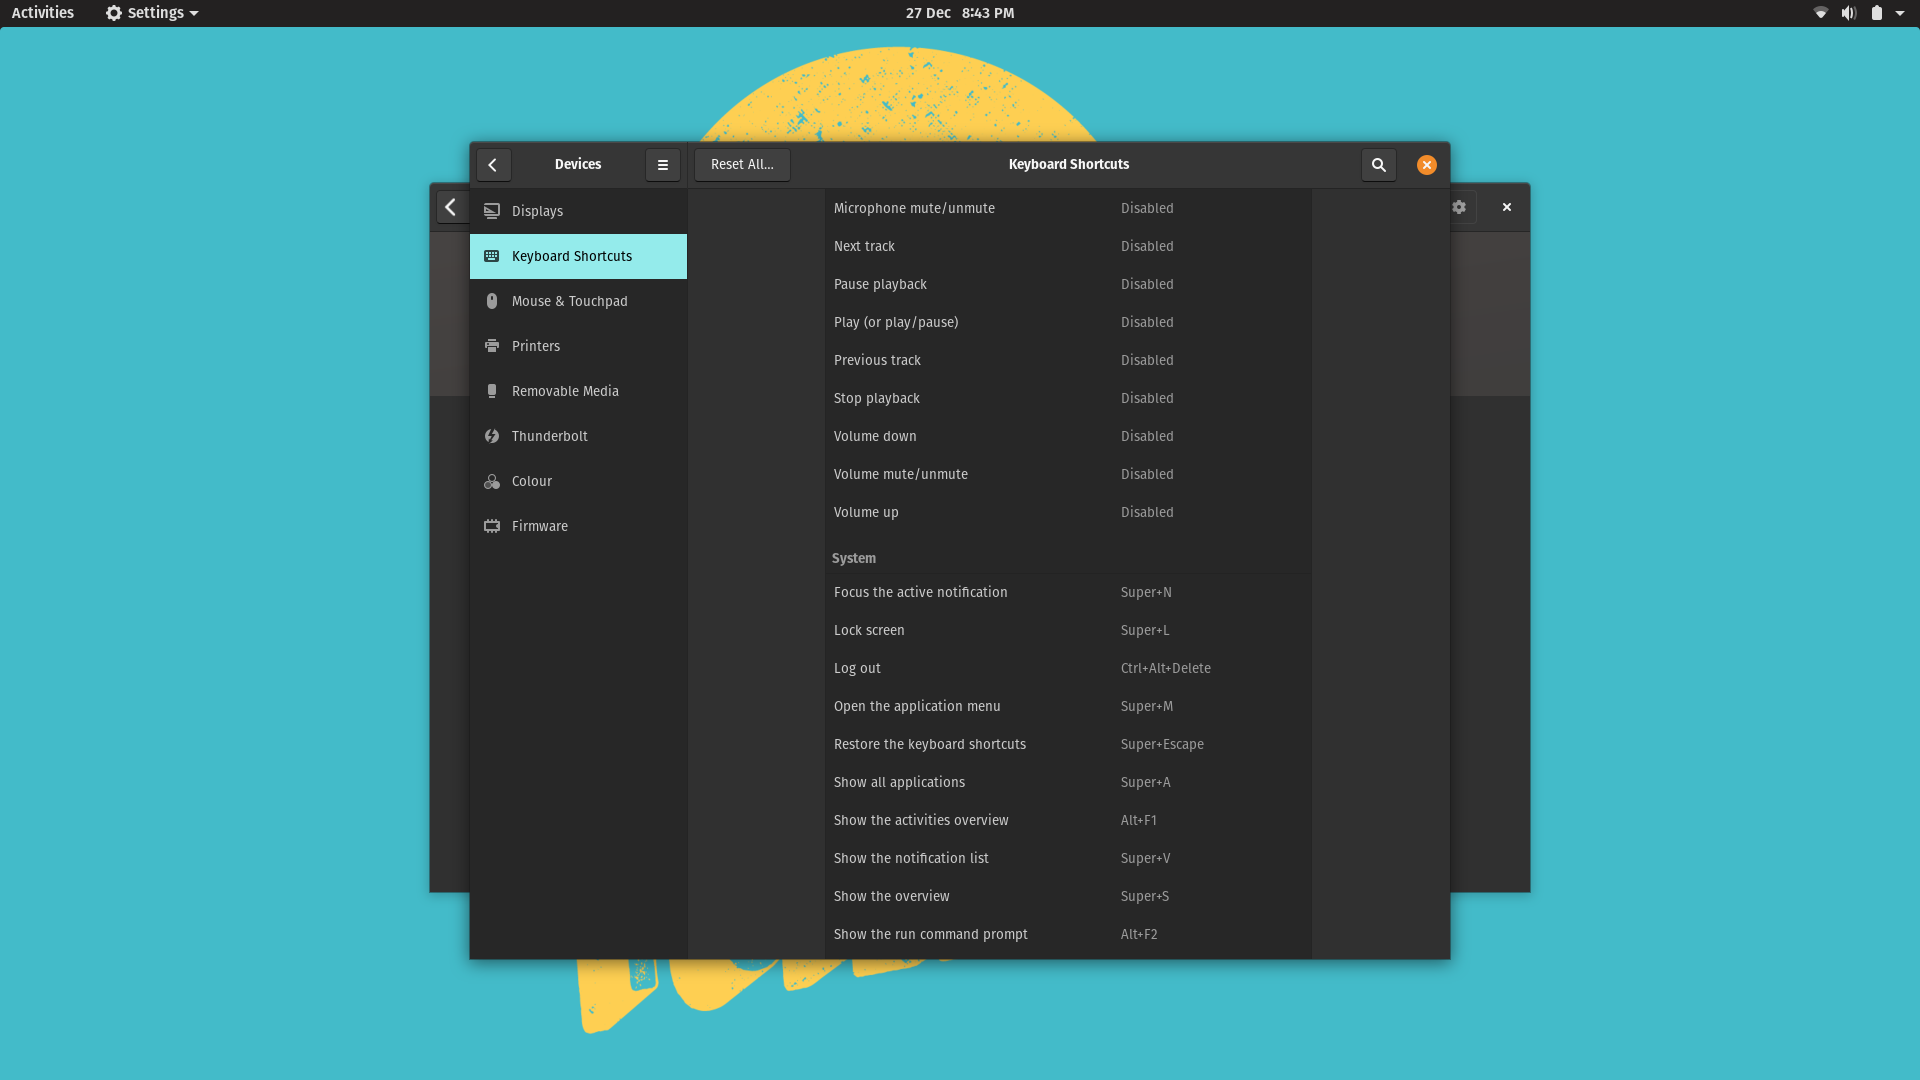 Activities Settings 27 Dec 8:43 PM
Devices Reset All... Keyboard Shortcuts
Displays
Keyboard Shortcuts
Mouse & Touchpad
Printers
Removable Media
Thunderbolt
Colour
Firmware
Microphone mute/unmute Disabled
Next track Disabled
Pause playback Disabled
Play (or play/pause) Disabled
Previous track Disabled
Stop playback Disabled
Volume down Disabled
Volume mute/unmute Disabled
Volume up Disabled
System
Focus the active notification Super+N
Lock screen Super+L
Log out Ctrl+Alt+Delete
Open the application menu Super+M
Restore the keyboard shortcuts Super+Escape
Show all applications Super+A
Show the activities overview Alt+F1
Show the notification list Super+V
Show the overview Super+S
Show the run command prompt Alt+F2